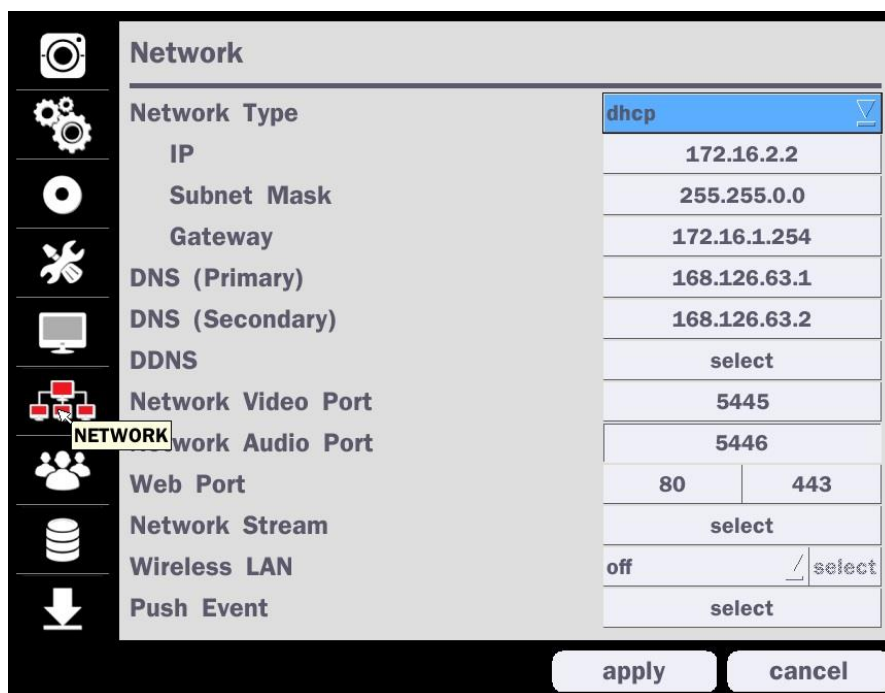 Network
Network Type dhcp
IP 172.16.2.2
Subnet Mask 255.255.0.0
Gateway 172.16.1.254
DNS (Primary) 168.126.63.1
DNS (Secondary) 168.126.63.2
DDNS select
Network Video Port 5445
NETWORK
work Audio Port 5446
Web Port 80 443
Network Stream select
Wireless LAN off select
Push Event select
apply cancel